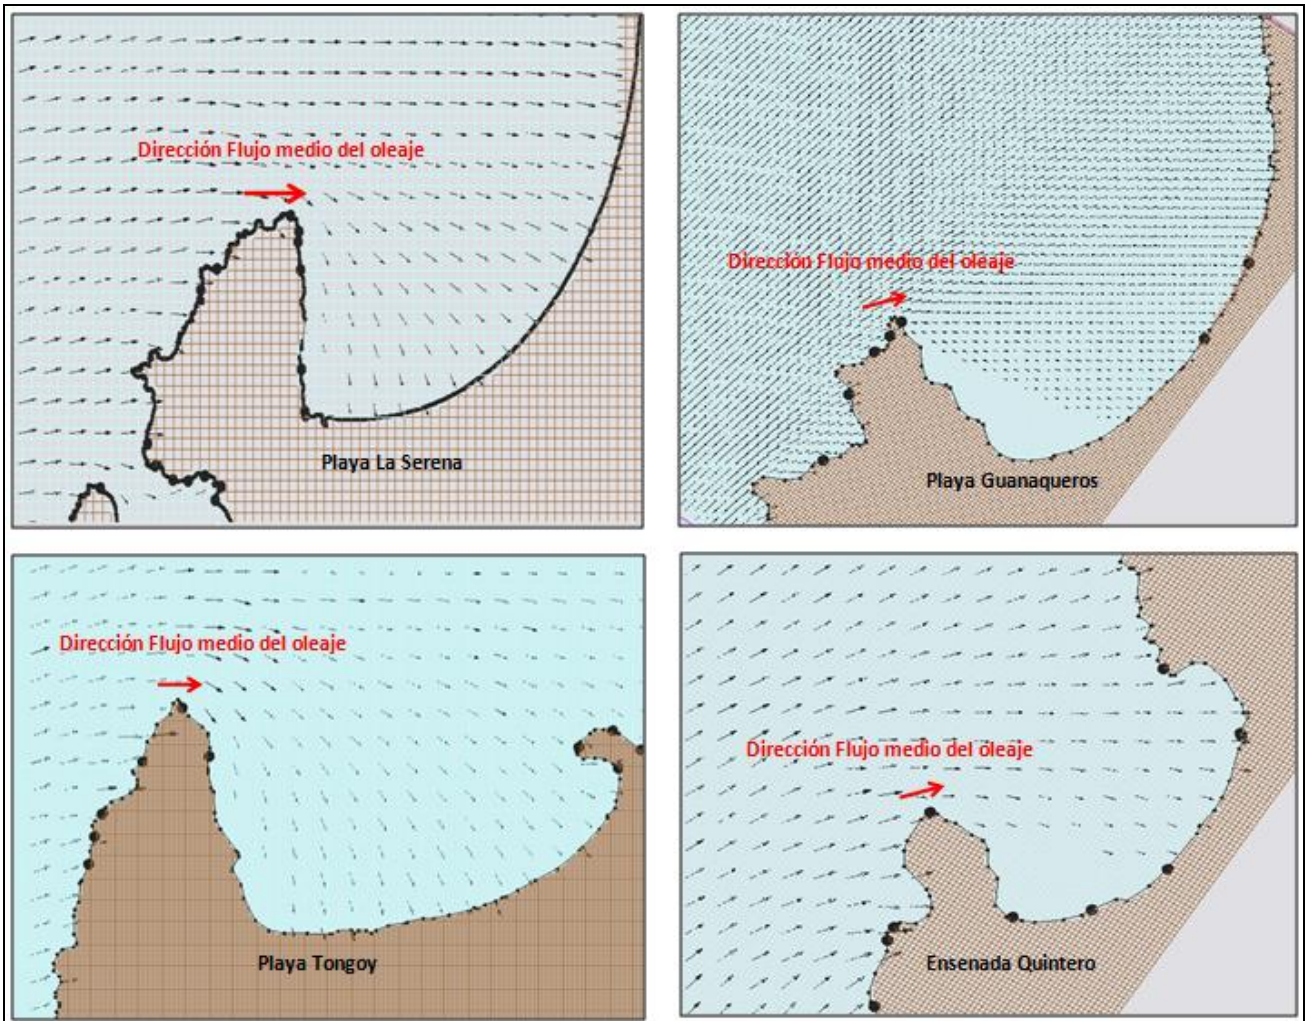 Dirección Flujo medio del oleaje
Playa La Serena
Dirección Flujo medio del oleaje
Playa Guanaqueros
Dirección Flujo medio del oleaje
Playa Tongoy
Dirección Flujo medio del oleaje
Ensenada Quintero